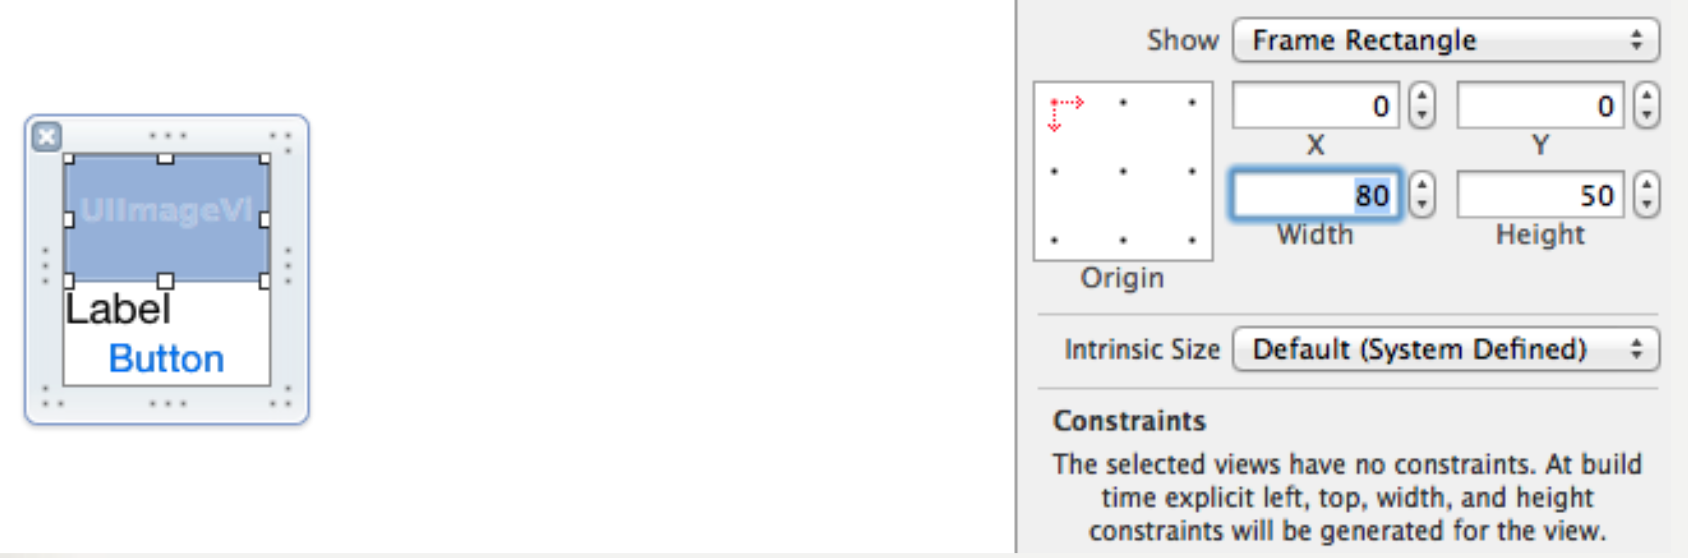 Show Frame Rectangle
0 0
X Y
80 50
Width Height
Origin
UIImageVi
Label
Button
Intrinsic Size Default (System Defined)
Constraints
The selected views have no constraints. At build
time explicit left, top, width, and height
constraints will be generated for the view.